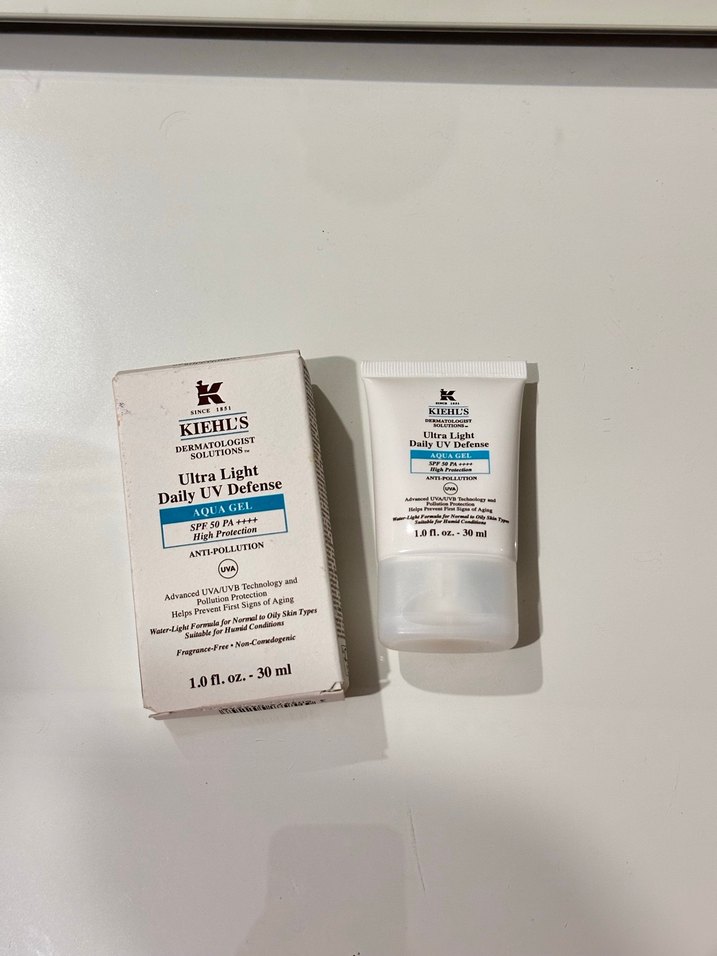 K
SINCE 1851
KIEHL'S
DERMATOLOGIST
SOLUTIONS™
Ultra Light
Daily UV Defense
AQUA GEL
SPF 50 PA ++++
High Protection
ANTI-POLLUTION
UVA
Advanced UVA/UVB Technology and
Pollution Protection
Helps Prevent First Signs of Aging
Water-Light Formula for Normal to Oily Skin Types
Suitable for Humid Conditions
Fragrance-Free • Non-Comedogenic
1.0 fl. oz. - 30 ml
K
SINCE 1851
KIEHL'S
DERMATOLOGIST
SOLUTIONS™
Ultra Light
Daily UV Defense
AQUA GEL
SPF 50 PA ++++
High Protection
ANTI-POLLUTION
UVA
Advanced UVA/UVB Technology and
Pollution Protection
Helps Prevent First Signs of Aging
Water-Light Formula for Normal to Oily Skin Types
Suitable for Humid Conditions
1.0 fl. oz. - 30 ml